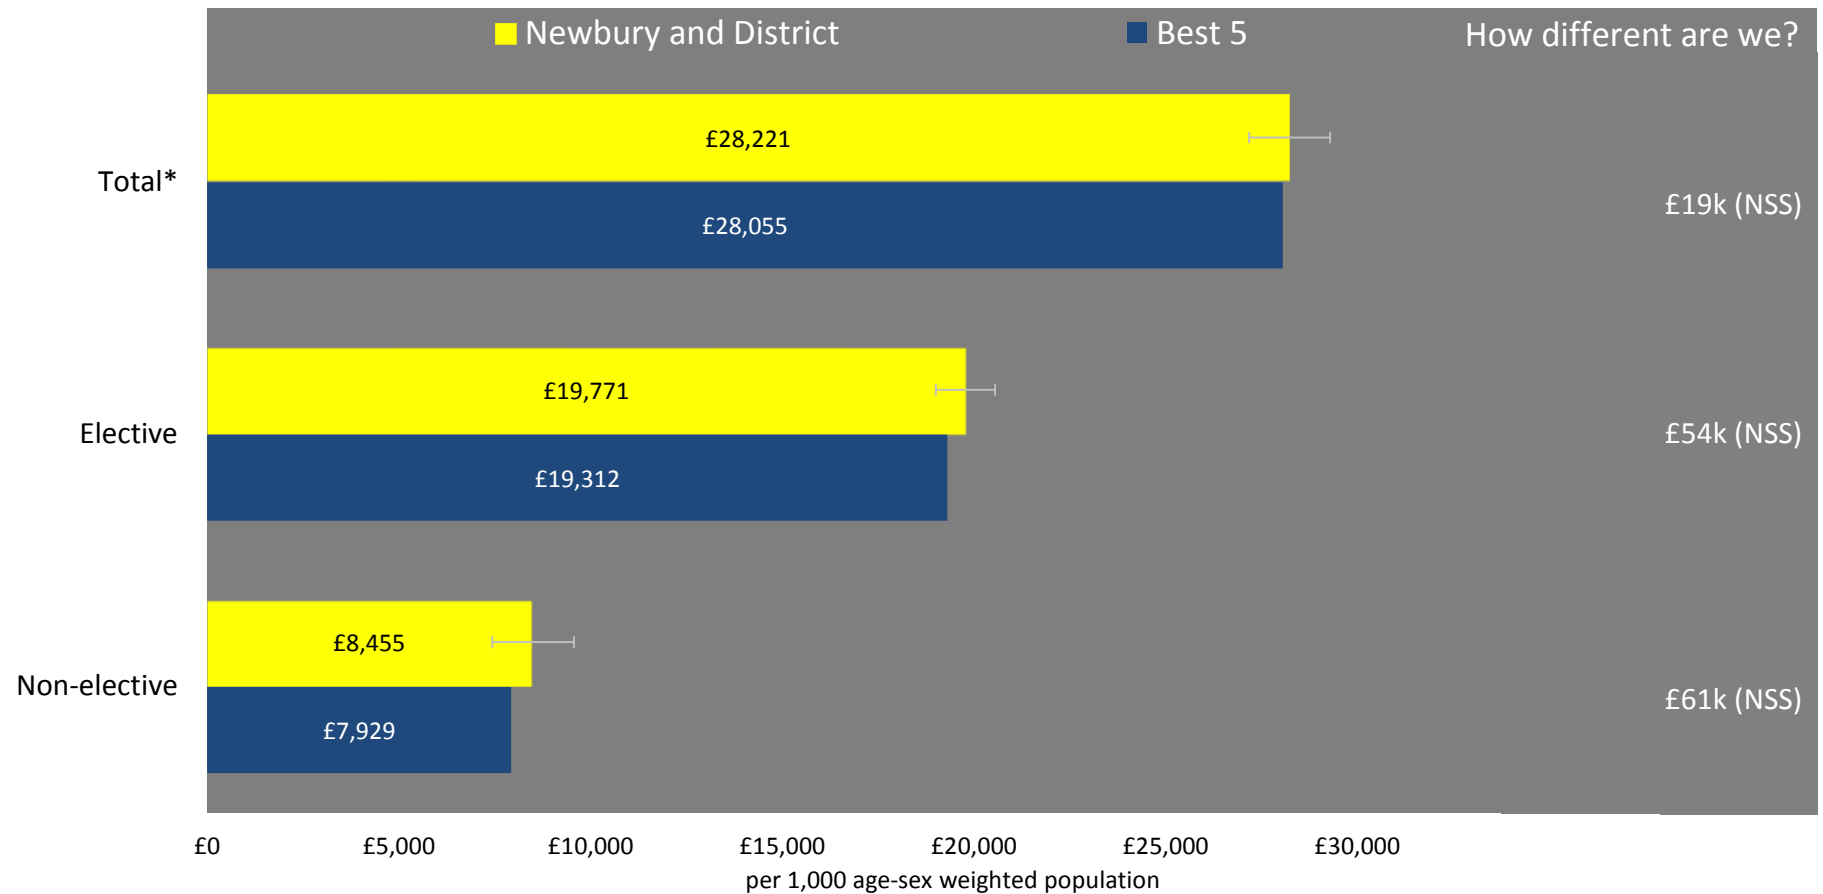 Newbury and District Best 5 How different are we?
£28,221
Total*
£19k (NSS)
£28,055
£19,771
Elective
£54k (NSS)
£19,312
£8,455
Non-elective
£61k (NSS)
£7,929
£0 £5,000 £10,000 £15,000 £20,000 £25,000 £30,000
per 1,000 age-sex weighted population